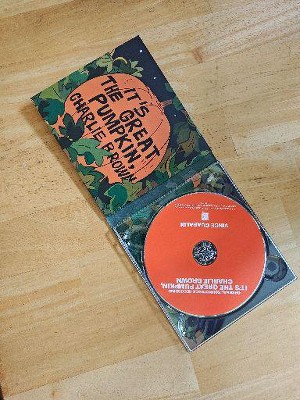 IT'S
THE GREAT
PUMPKIN,
CHARLIE BROWN
VINCE GUARALDI
IT'S THE GREAT PUMPKIN,
CHARLIE BROWN